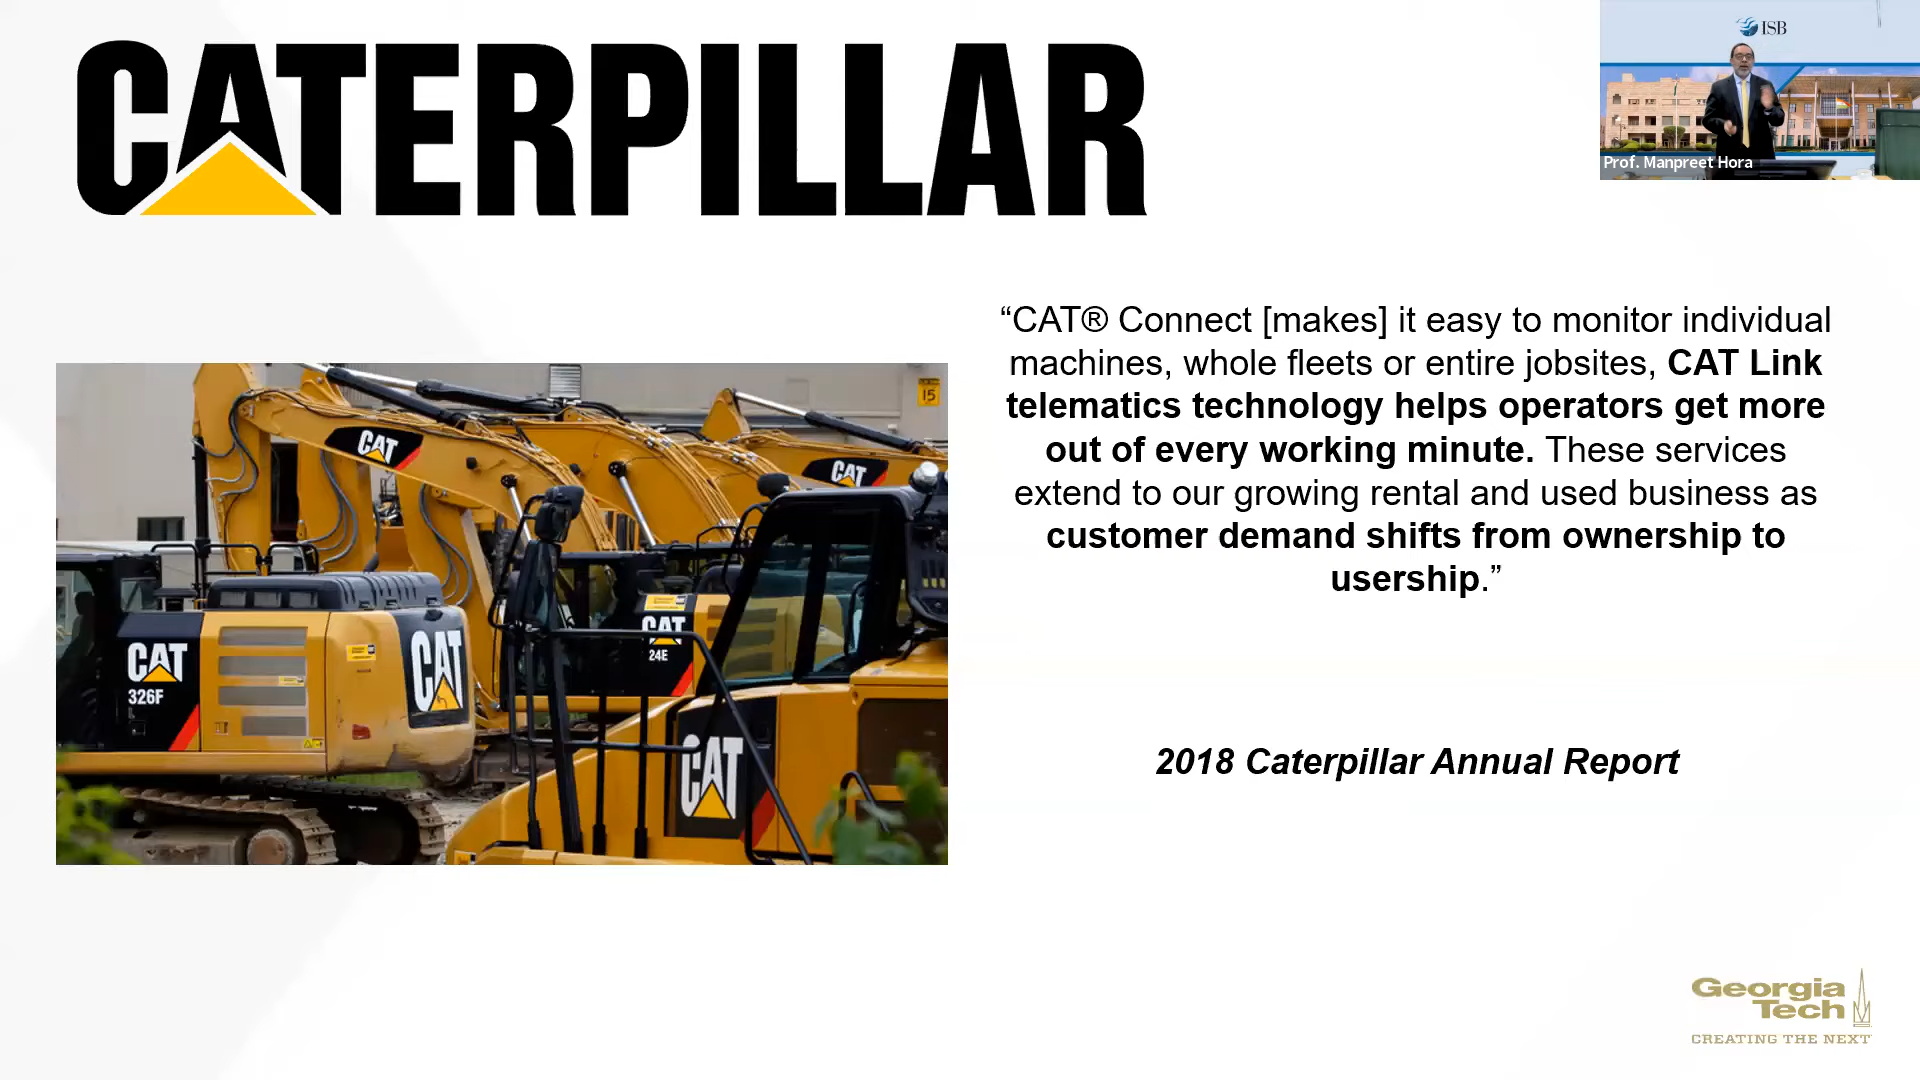 CATERPILLAR
ISB
Prof. Manpreet Hora
“CAT® Connect [makes] it easy to monitor individual
machines, whole fleets or entire jobsites, CAT Link
telematics technology helps operators get more
out of every working minute. These services
extend to our growing rental and used business as
customer demand shifts from ownership to
usership.”
15
CAT
CAT
CAT
326F
CAT
CAT
24E
CAT
2018 Caterpillar Annual Report
Georgia
Tech
CREATING THE NEXT